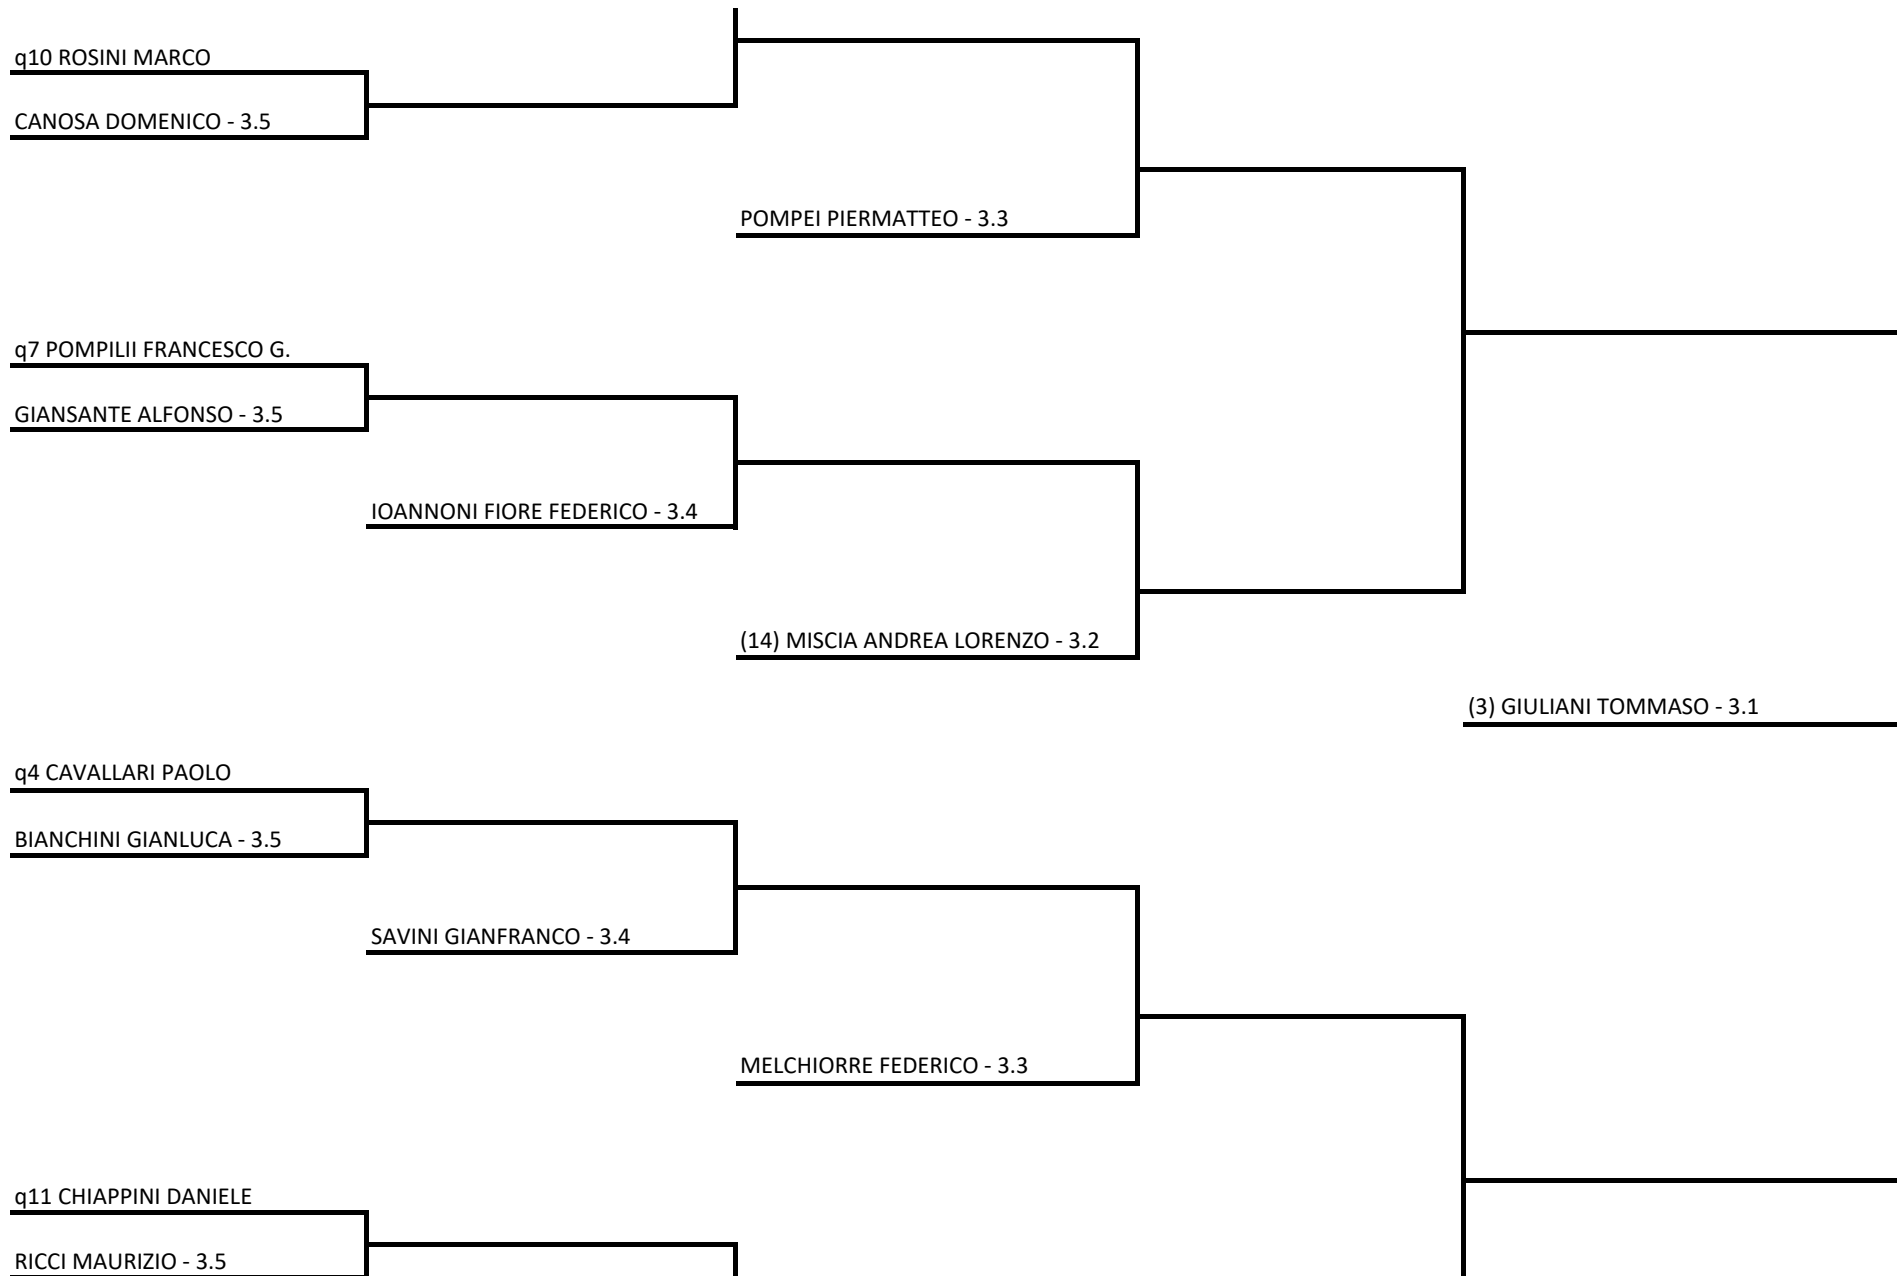 q10 ROSINI MARCO
CANOSA DOMENICO - 3.5
POMPEI PIERMATTEO - 3.3
q7 POMPILII FRANCESCO G.
GIANSANTE ALFONSO - 3.5
IOANNONI FIORE FEDERICO - 3.4
(14) MISCIA ANDREA LORENZO - 3.2
(3) GIULIANI TOMMASO - 3.1
q4 CAVALLARI PAOLO
BIANCHINI GIANLUCA - 3.5
SAVINI GIANFRANCO - 3.4
MELCHIORRE FEDERICO - 3.3
q11 CHIAPPINI DANIELE
RICCI MAURIZIO - 3.5